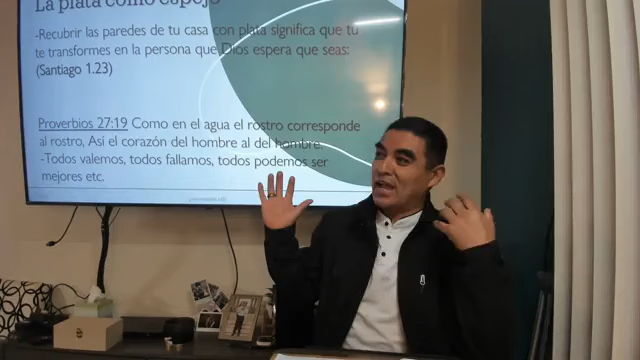 La plata como espejo
-Recubrir las paredes de tu casa con plata significa que tu
te transformes en la persona que Dios espera que seas:
(Santiago 1.23)
Proverbios 27:19 Como en el agua el rostro corresponde
al rostro, Así el corazón del hombre al del hombre.
-Todos valemos, todos fallamos, todos podemos ser
mejores etc.